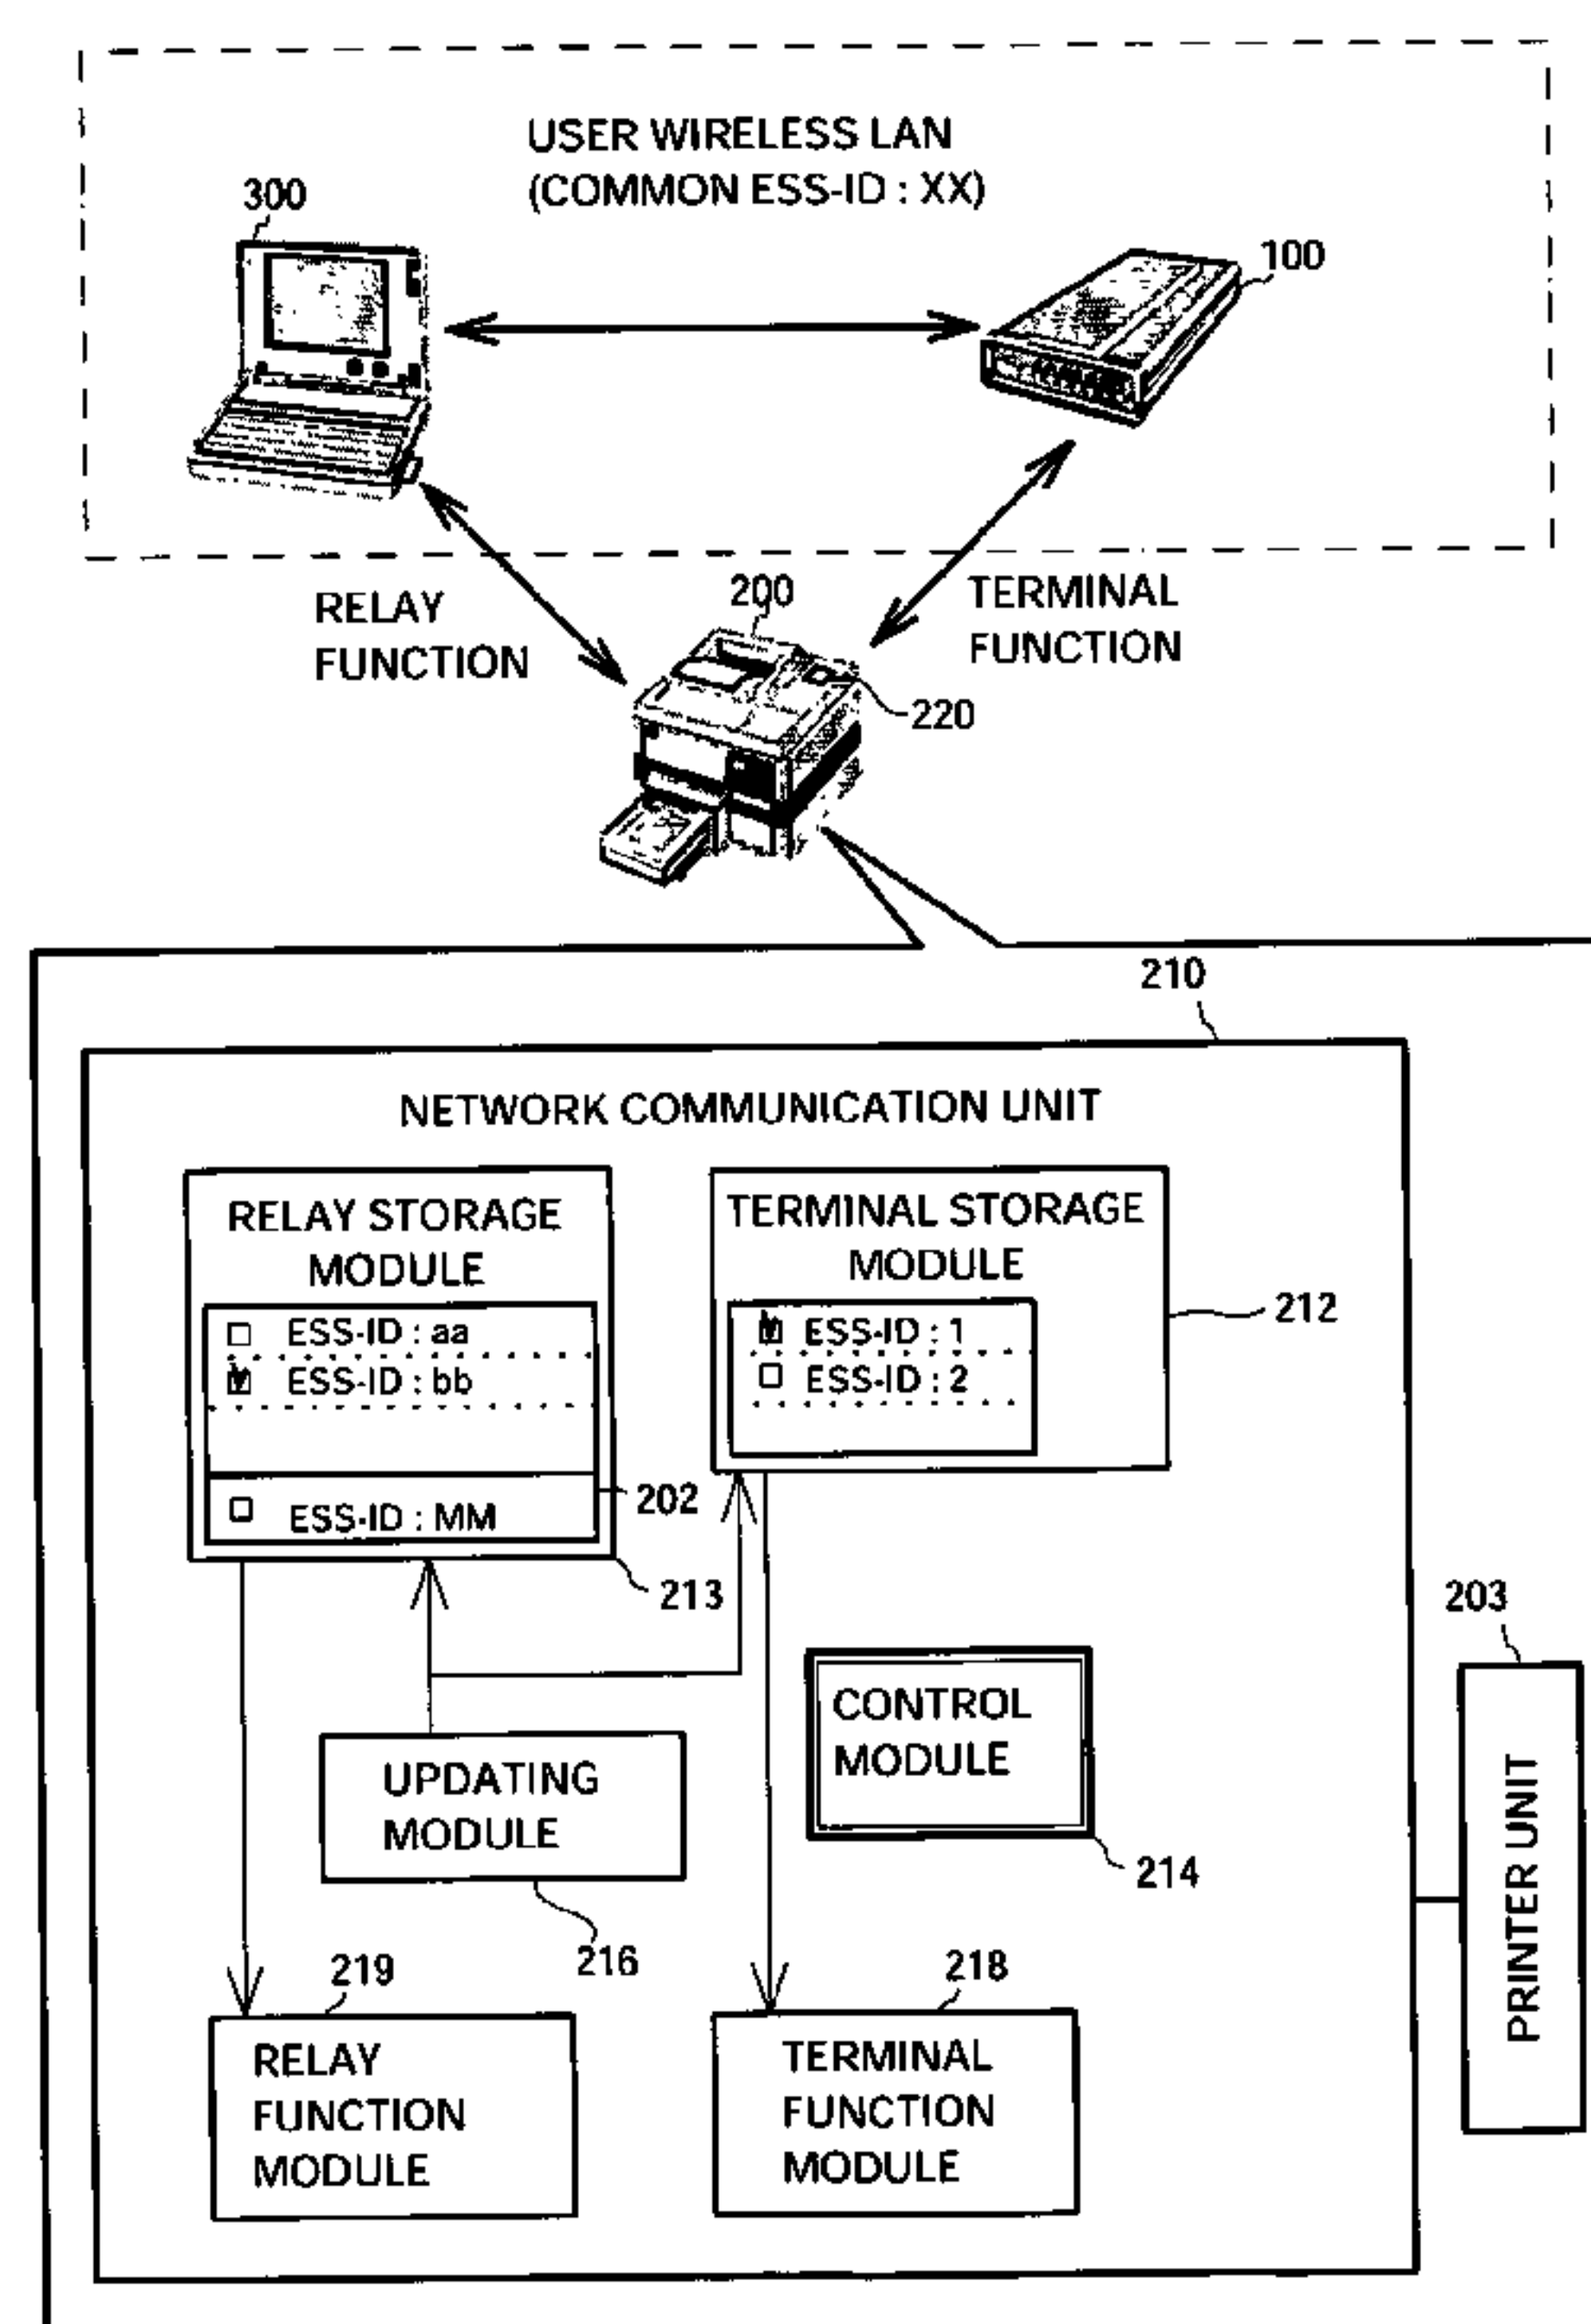 USER WIRELESS LAN
(COMMON ESS-ID : XX)
300
100
RELAY
FUNCTION
200
TERMINAL
FUNCTION
220
210
NETWORK COMMUNICATION UNIT
RELAY STORAGE
MODULE
ESS-ID : aa
ESS-ID : bb
ESS-ID : MM
TERMINAL STORAGE
MODULE
ESS-ID : 1
ESS-ID : 2
212
202
213
203
CONTROL
MODULE
214
UPDATING
MODULE
216
PRINTER UNIT
219
RELAY
FUNCTION
MODULE
218
TERMINAL
FUNCTION
MODULE